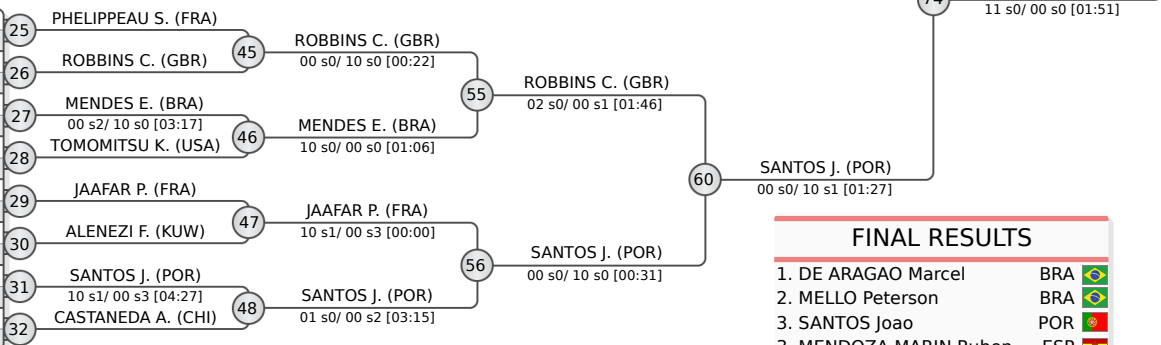 74
11 s0/ 00 s0 [01:51]
25
PHELIPPEAU S. (FRA)
45
ROBBINS C. (GBR)
00 s0/ 10 s0 [00:22]
26
ROBBINS C. (GBR)
55
ROBBINS C. (GBR)
02 s0/ 00 s1 [01:46]
27
MENDES E. (BRA)
00 s2/ 10 s0 [03:17]
46
MENDES E. (BRA)
10 s0/ 00 s0 [01:06]
28
TOMOMITSU K. (USA)
60
SANTOS J. (POR)
00 s0/ 10 s1 [01:27]
29
JAAFAR P. (FRA)
47
JAAFAR P. (FRA)
10 s1/ 00 s3 [00:00]
30
ALENEZI F. (KUW)
56
SANTOS J. (POR)
00 s0/ 10 s0 [00:31]
31
SANTOS J. (POR)
10 s1/ 00 s3 [04:27]
48
SANTOS J. (POR)
01 s0/ 00 s2 [03:15]
32
CASTANEDA A. (CHI)
FINAL RESULTS
1. DE ARAGAO Marcel BRA
2. MELLO Peterson BRA
3. SANTOS Joao POR
3. MENDOZA MARIN Ruben ESP